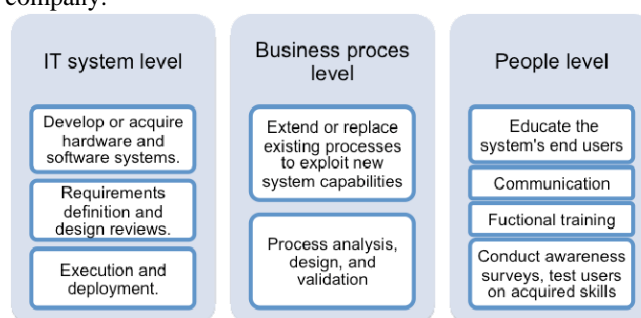 company.
IT system level
Develop or acquire
hardware and
software systems.
Requirements
definition and
design reviews.
Execution and
deployment.
Business proces
level
Extend or replace
existing processes
to exploit new
system capabilities
Process analysis,
design, and
validation
People level
Educate the
system's end users
Communication
Fuctional training
Conduct awareness
surveys, test users
on acquired skills